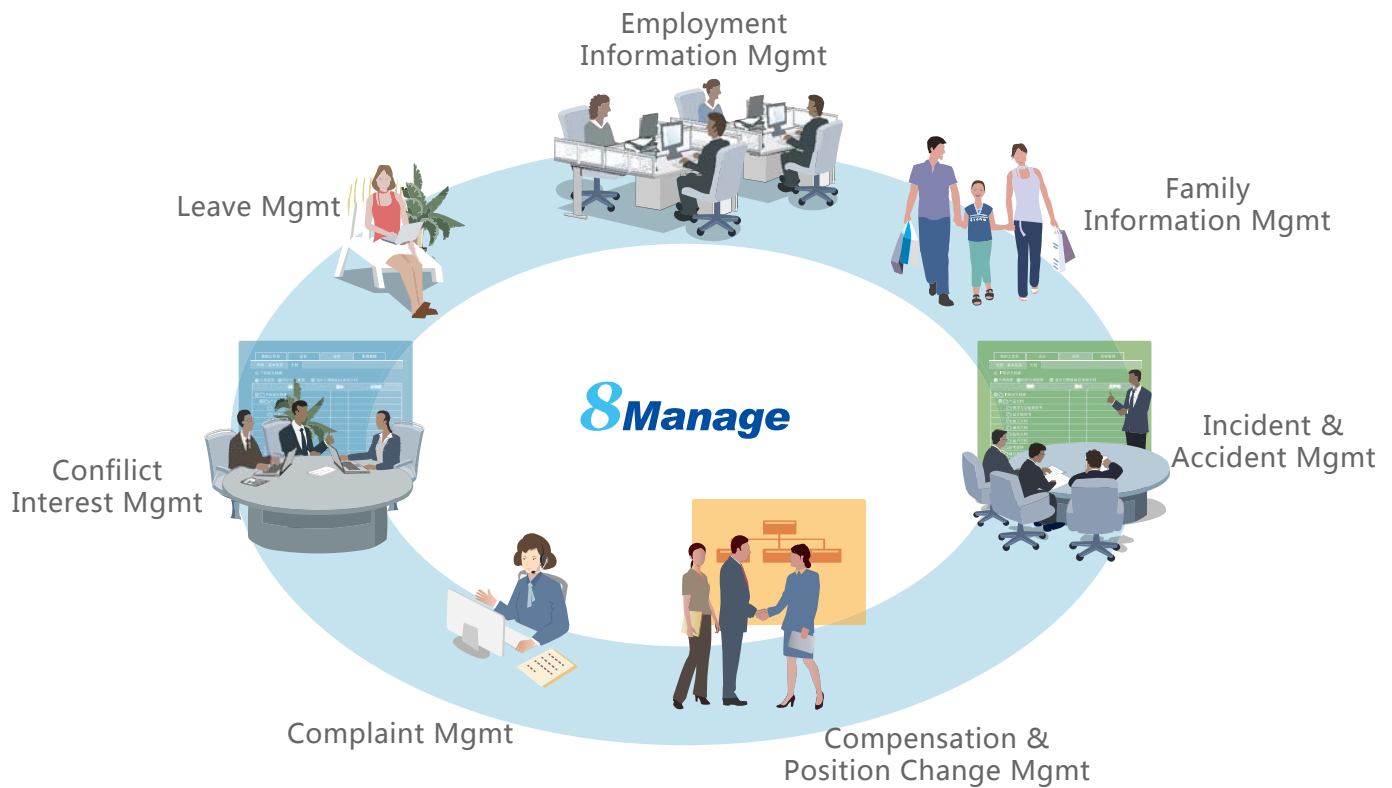 Employment
Information Mgmt
Leave Mgmt
Family
Information Mgmt
8Manage
Incident &
Accident Mgmt
Confilict
Interest Mgmt
Complaint Mgmt
Compensation &
Position Change Mgmt